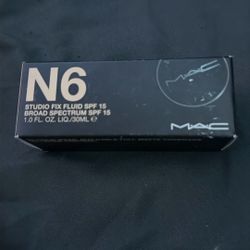 N6
STUDIO FIX FLUID SPF 15
BROAD SPECTRUM SPF 15
1.0 FL. OZ. LIQ./30ML ℮
MAC
MAC